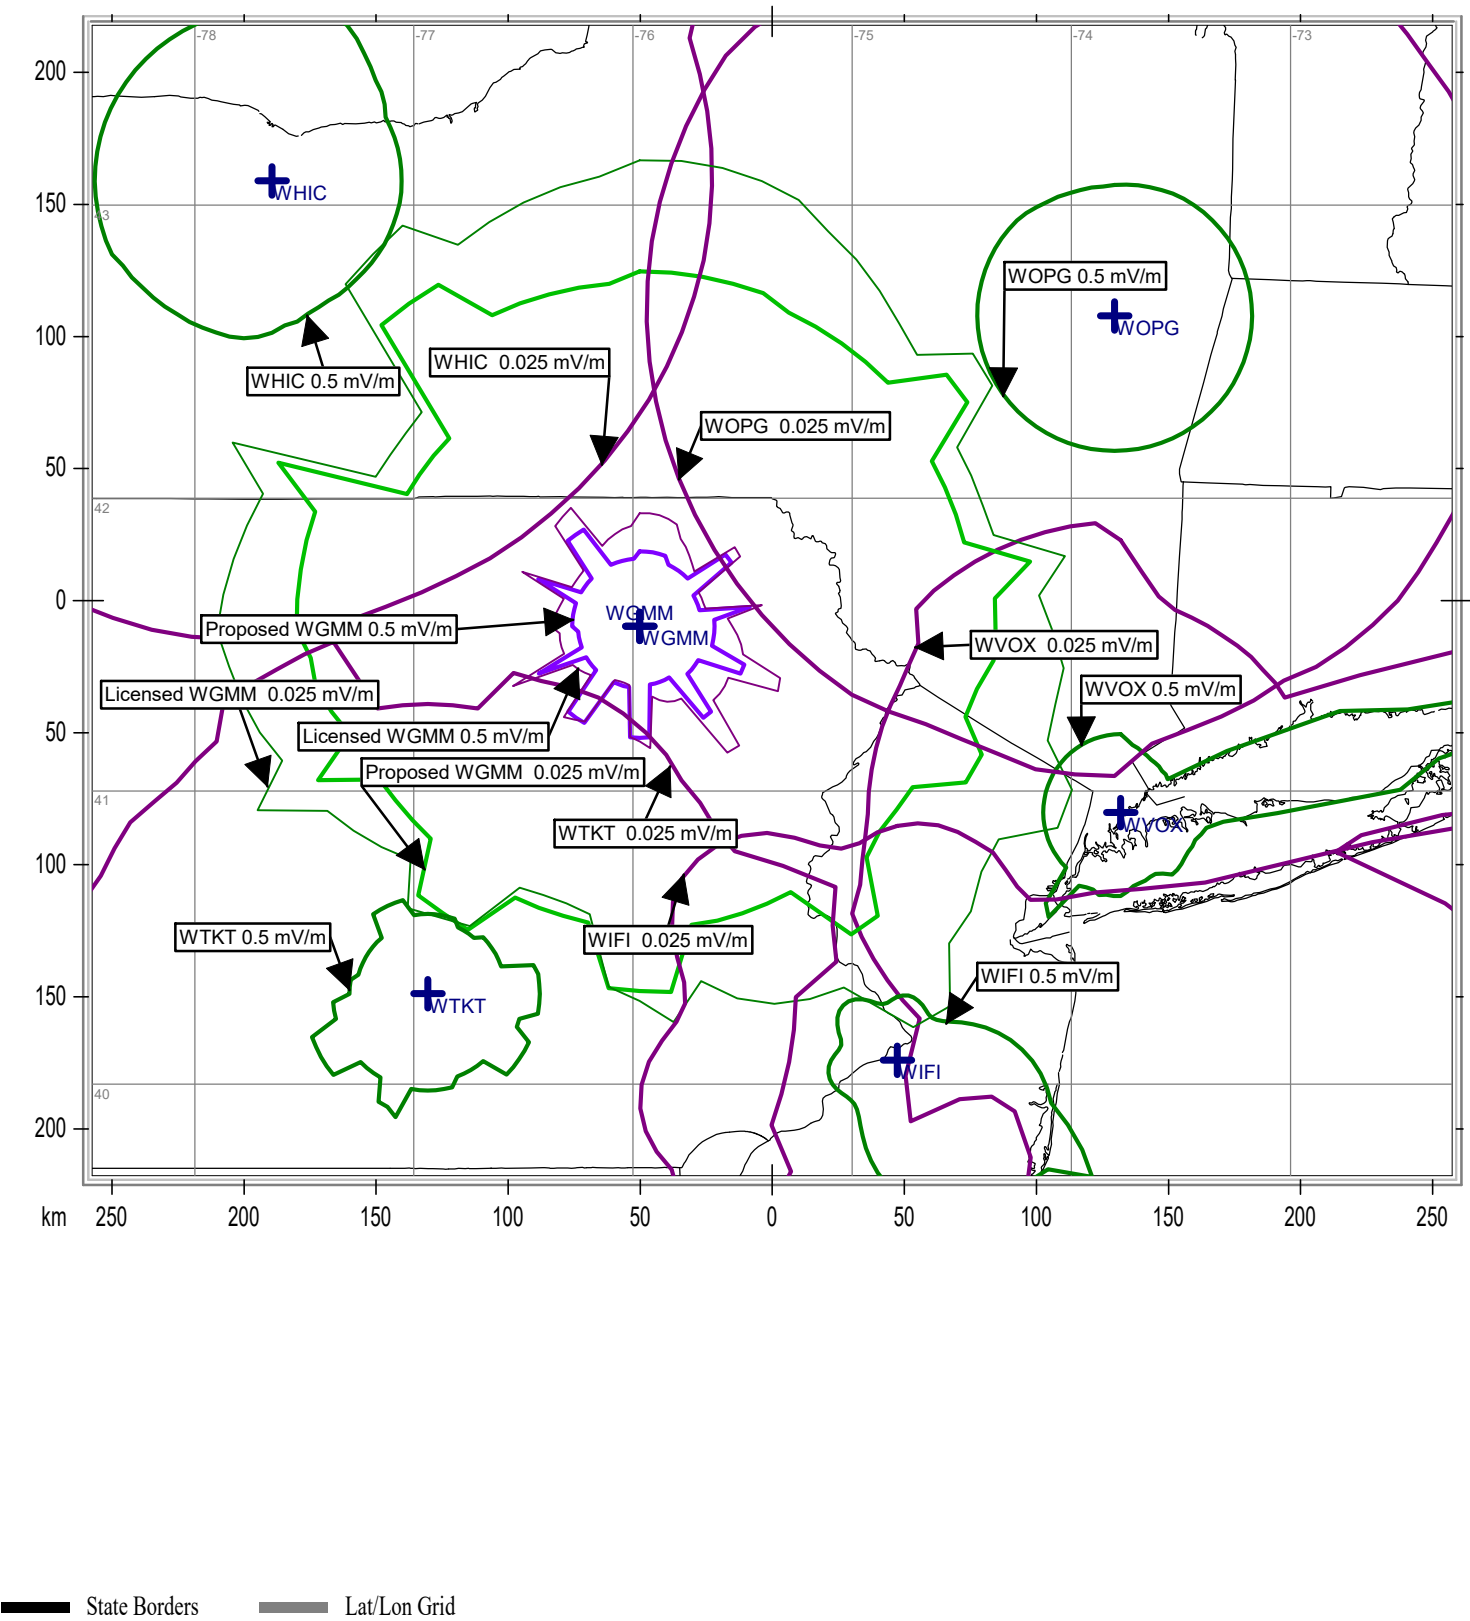 -78
-77
-76
-75
-74
-73
200
150
100
50
0
50
100
150
200
43
42
41
40
WHIC
WOPG 0.5 mV/m
WOPG
WHIC 0.5 mV/m
WHIC 0.025 mV/m
WOPG 0.025 mV/m
WGMM
WGMM
Proposed WGMM 0.5 mV/m
WVOX 0.025 mV/m
Licensed WGMM 0.025 mV/m
WVOX 0.5 mV/m
Licensed WGMM 0.5 mV/m
Proposed WGMM 0.025 mV/m
WTKT 0.025 mV/m
WVOX
WTKT 0.5 mV/m
WIFI 0.025 mV/m
WIFI 0.5 mV/m
WTKT
WIFI
km 250 200 150 100 50 0 50 100 150 200 250
State Borders Lat/Lon Grid